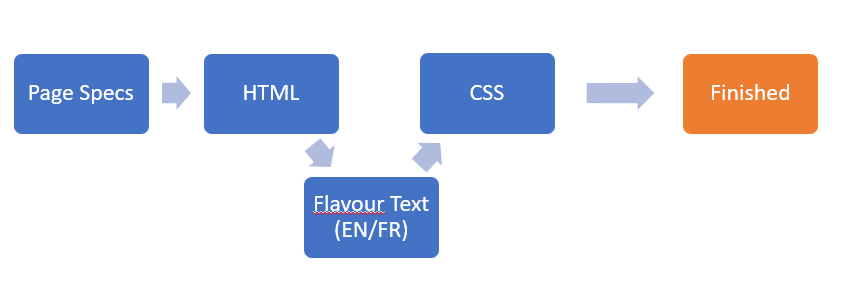 Page Specs
HTML
Flavour Text
(EN/FR)
CSS
Finished